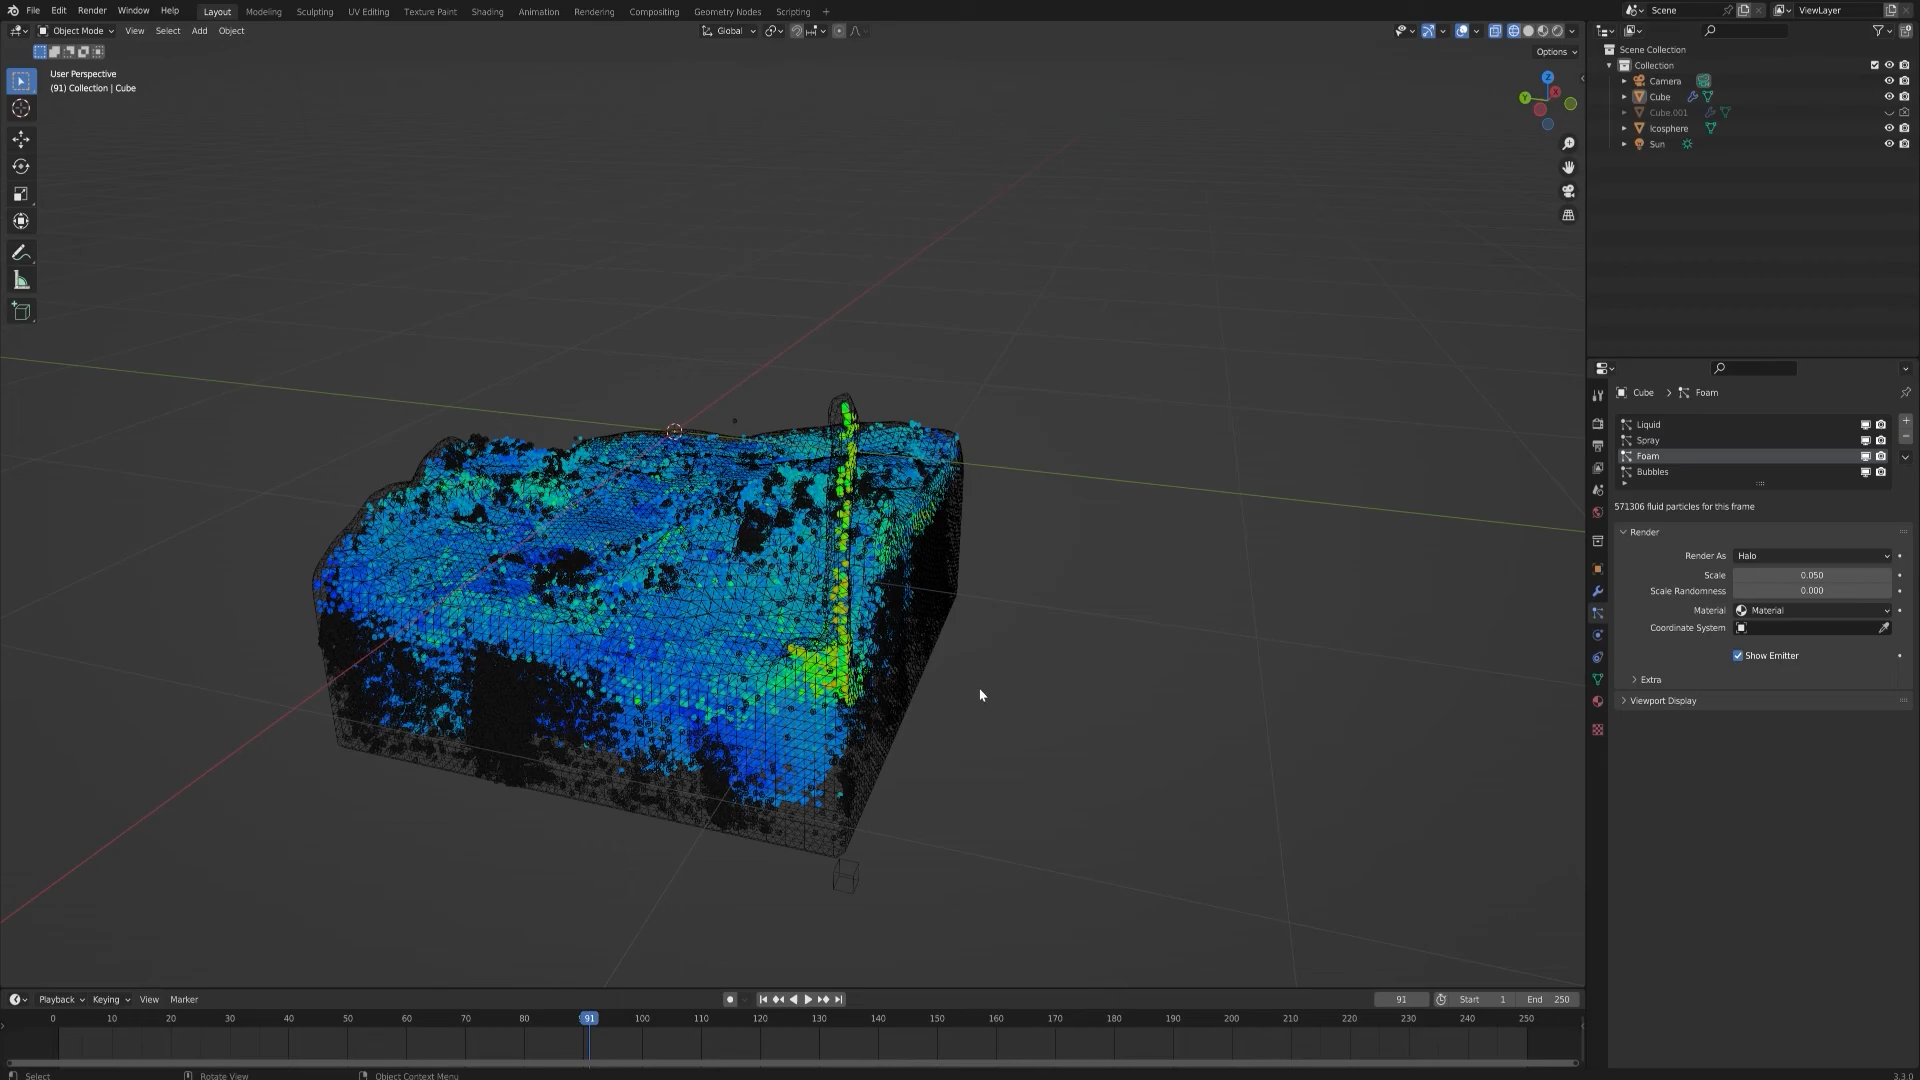 File Edit Render Window Help Layout Modeling Sculpting UV Editing Texture Paint Shading Animation Rendering Compositing Geometry Nodes Scripting + Scene ViewLayer
Object Mode View Select Add Object Global
Options
User Perspective
(91) Collection | Cube
Z
Y
X
Scene Collection
Collection
Camera
Cube
Cube.001
Icosphere
Sun
Cube > Foam
Liquid
Spray
Foam
Bubbles
571306 fluid particles for this frame
Render
Render As Halo
Scale 0.050
Scale Randomness 0.000
Material Material
Coordinate System
Show Emitter
Extra
Viewport Display
Playback Keying View Marker 91 Start 1 End 250
0 10 20 30 40 50 60 70 80 91 100 110 120 130 140 150 160 170 180 190 200 210 220 230 240 250
Select Rotate View Object Context Menu 3.3.0